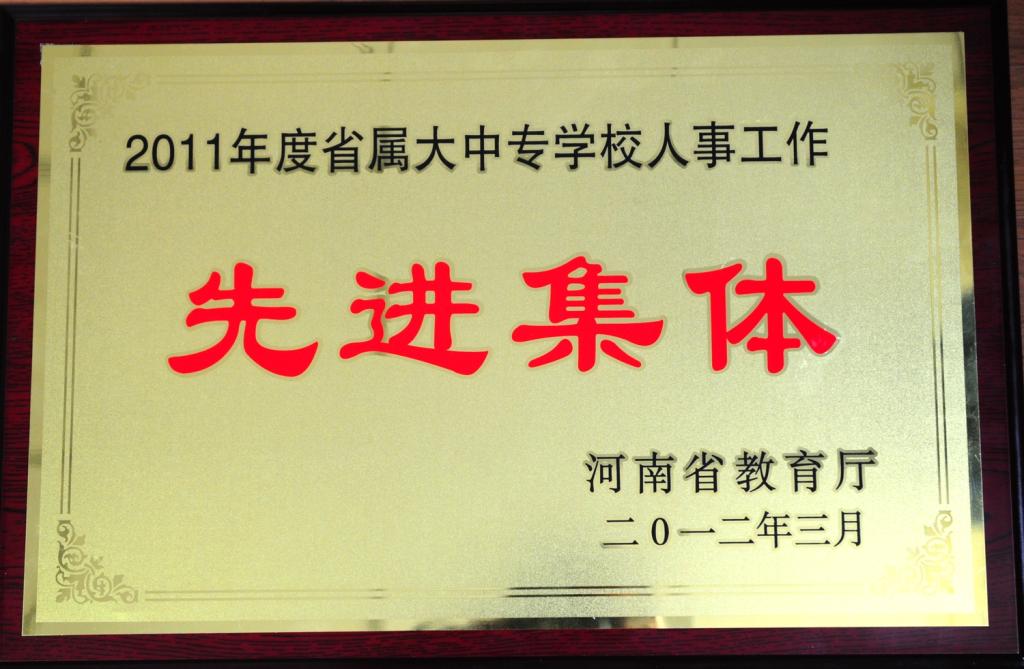 2011年度省属大中专学校人事工作
先进集体
河南省教育厅
二0一二年三月